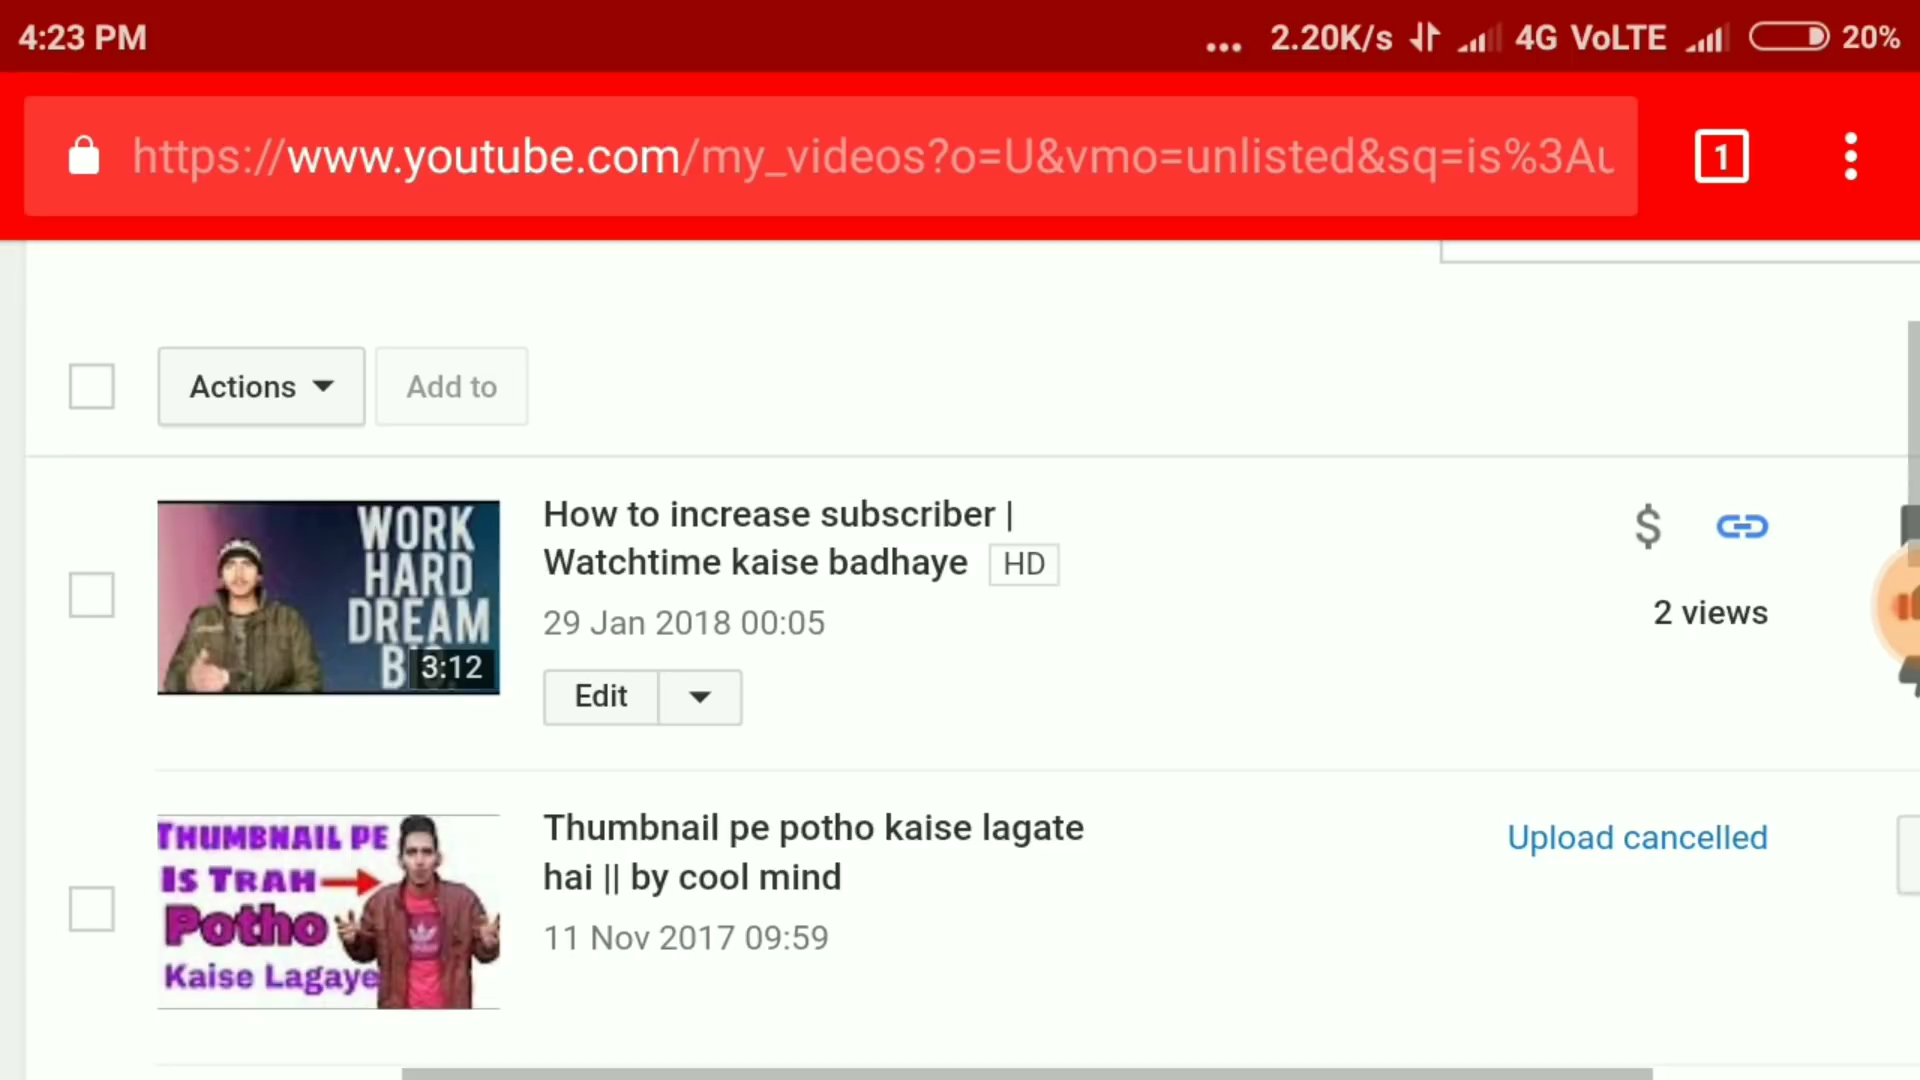 4:23 PM
... 2.20K/s 4G VoLTE 20%
https://www.youtube.com/my_videos?o=U&vmo=unlisted&sq=is%3Au
1
Actions Add to
WORK
HARD
DREAM
3:12
How to increase subscriber |
Watchtime kaise badhaye HD
29 Jan 2018 00:05
Edit
$
2 views
THUMBNAIL PE
IS TRAH
Potho
Kaise Lagaye
Thumbnail pe potho kaise lagate
hai || by cool mind
11 Nov 2017 09:59
Upload cancelled